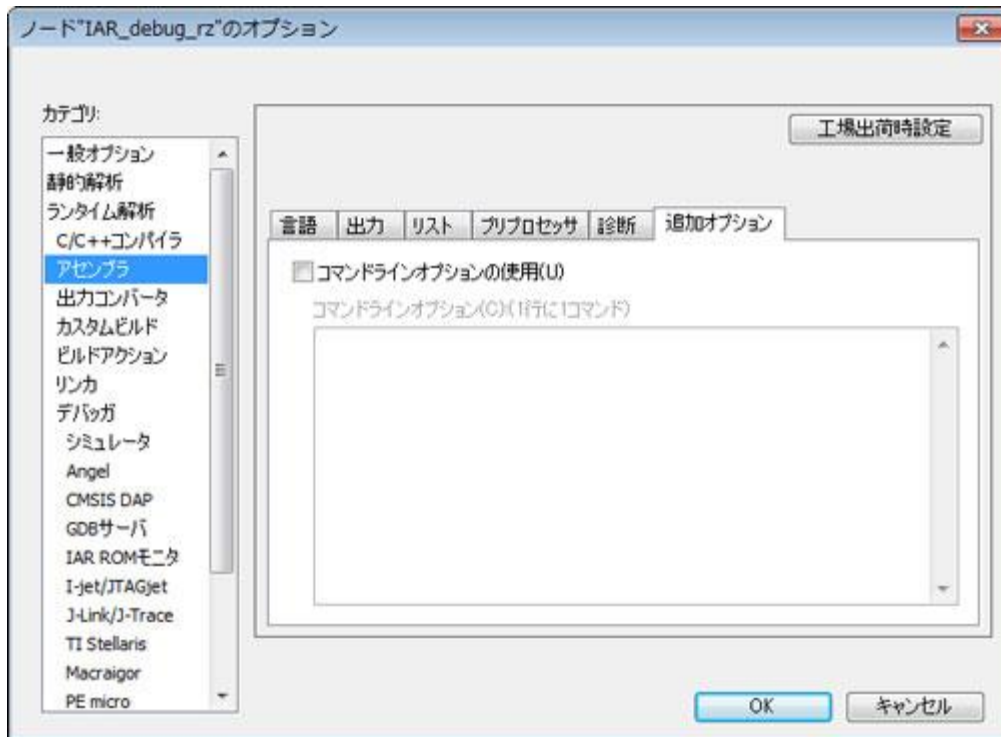 ノード"IAR_debug_rz"のオプション
カテゴリ:
一般オプション
静的解析
ランタイム解析
C/C++コンパイラ
アセンブラ
出力コンバータ
カスタムビルド
ビルドアクション
リンカ
デバッガ
シミュレータ
Angel
CMSIS DAP
GDBサーバ
IAR ROMモニタ
I-jet/JTAGjet
J-Link/J-Trace
TI Stellaris
Macraigor
PE micro
工場出荷時設定
言語 出力 リスト プリプロセッサ 診断 追加オプション
コマンドラインオプションの使用(U)
コマンドラインオプション(C)(1行に1コマンド)
OK キャンセル